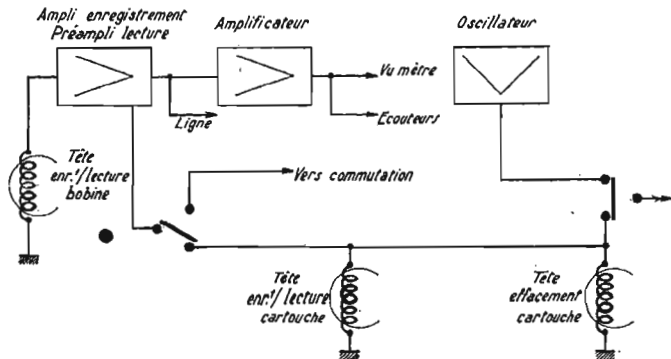 Ampli enregistrement
Préampli lecture
Amplificateur
Oscillateur
Vu mètre
Ligne
Ecouteurs
Tête
enr.t/lecture
bobine
Vers commutation
Tête
enr.t/lecture
cartouche
Tête
effacement
cartouche